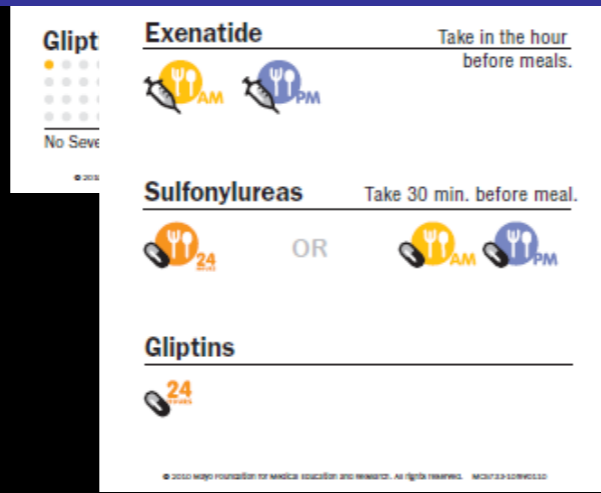 Glipt
No Seve
© 201
Exenatide
Take in the hour
before meals.
AM
PM
Sulfonylureas
Take 30 min. before meal.
24
OR
AM
PM
Gliptins
24
© 2010 Mayo Foundation for Medical Education and Research. All rights reserved.